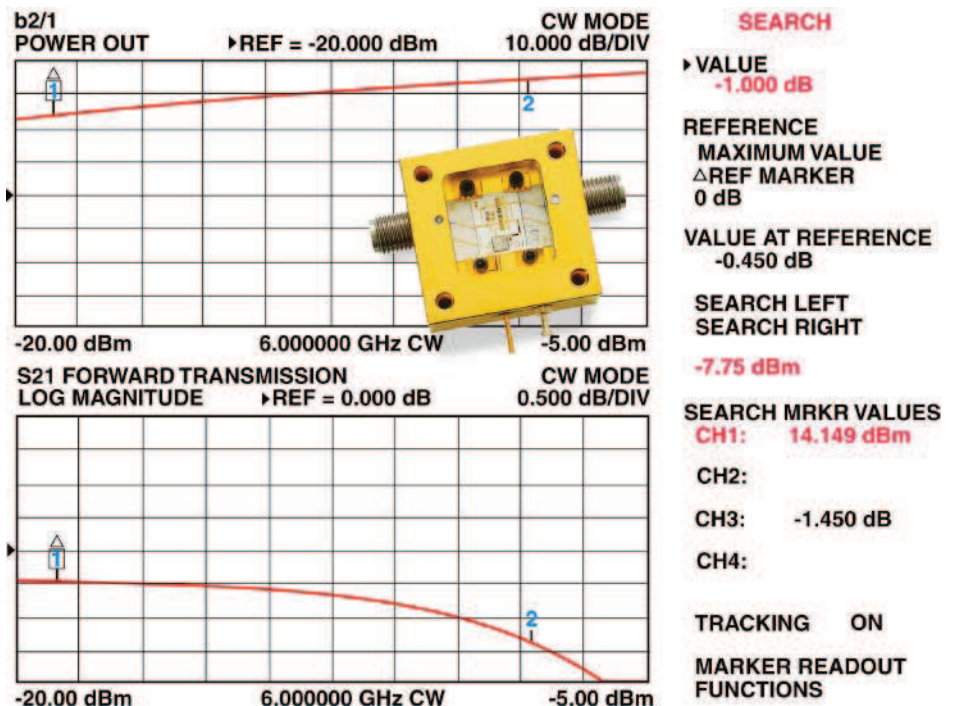 b2/1
POWER OUT
▸REF = -20.000 dBm
CW MODE
10.000 dB/DIV
1
2
-20.00 dBm
6.000000 GHz CW
-5.00 dBm
S21 FORWARD TRANSMISSION
LOG MAGNITUDE
▸REF = 0.000 dB
CW MODE
0.500 dB/DIV
1
2
-20.00 dBm
6.000000 GHz CW
-5.00 dBm
SEARCH
▸VALUE
-1.000 dB
REFERENCE
MAXIMUM VALUE
△REF MARKER
0 dB
VALUE AT REFERENCE
-0.450 dB
SEARCH LEFT
SEARCH RIGHT
-7.75 dBm
SEARCH MRKR VALUES
CH1: 14.149 dBm
CH2:
CH3: -1.450 dB
CH4:
TRACKING ON
MARKER READOUT
FUNCTIONS